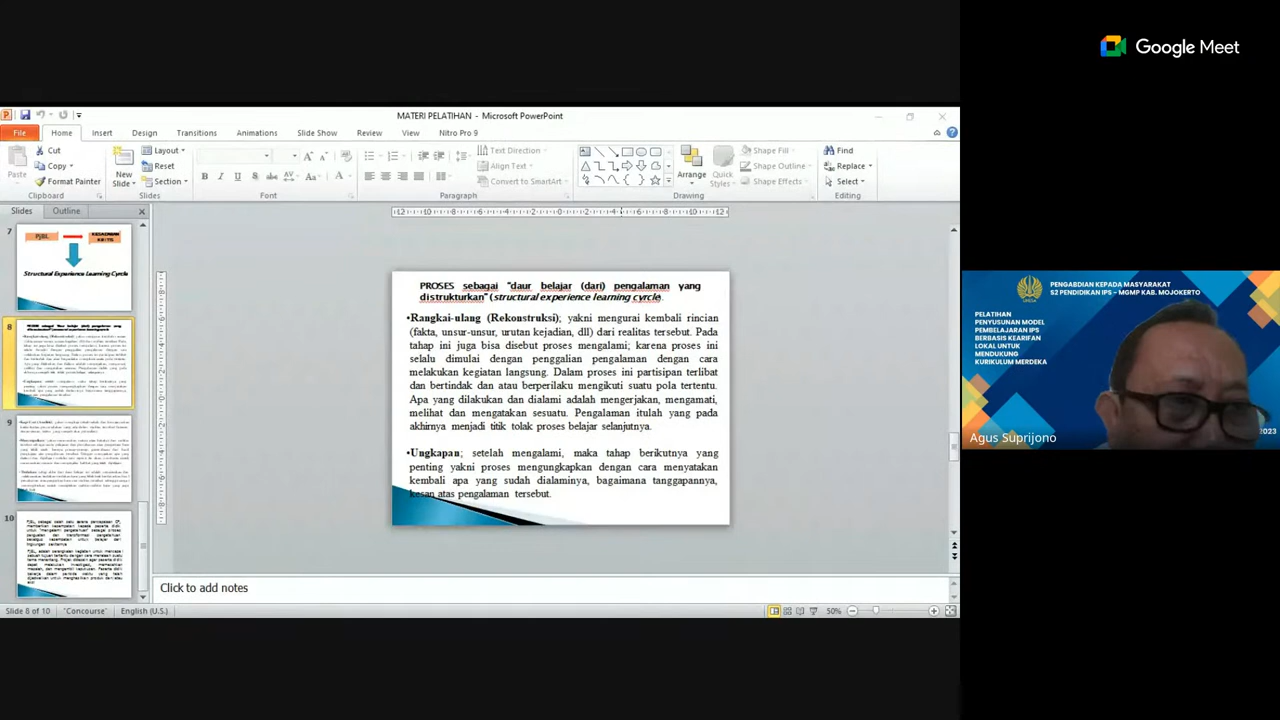 Google Meet
MATERI PELATIHAN - Microsoft PowerPoint
File Home Insert Design Transitions Animations Slide Show Review View Nitro Pro 9
Paste
Cut
Copy
Format Painter
Clipboard
New Slide
Layout
Reset
Section
Slides
Font
Text Direction
Align Text
Convert to SmartArt
Paragraph
Arrange
Quick Styles
Shape Fill
Shape Outline
Shape Effects
Drawing
Find
Replace
Select
Editing
Slides Outline
7
PJBL
Structural Experience Learning Cyrcle
8
9
10
PROSES sebagai "daur belajar (dari) pengalaman yang
distrukturkan" (structural experience learning cyrcle).
•Rangkai-ulang (Rekonstruksi); yakni mengurai kembali rincian
(fakta, unsur-unsur, urutan kejadian, dll) dari realitas tersebut. Pada
tahap ini juga bisa disebut proses mengalami; karena proses ini
selalu dimulai dengan penggalian pengalaman dengan cara
melakukan kegiatan langsung. Dalam proses ini partisipan terlibat
dan bertindak dan atau berperilaku mengikuti suatu pola tertentu.
Apa yang dilakukan dan dialami adalah mengerjakan, mengamati,
melihat dan mengatakan sesuatu. Pengalaman itulah yang pada
akhirnya menjadi titik tolak proses belajar selanjutnya.
•Ungkapan; setelah mengalami, maka tahap berikutnya yang
penting yakni proses mengungkapkan dengan cara menyatakan
kembali apa yang sudah dialaminya, bagaimana tanggapannya,
kesan atas pengalaman tersebut.
Click to add notes
Slide 8 of 10 "Concourse" English (U.S.) 50%
PENGABDIAN KEPADA MASYARAKAT
S2 PENDIDIKAN IPS - MGMP KAB. MOJOKERTO
PELATIHAN
PENYUSUNAN MODEL
PEMBELAJARAN IPS
BERBASIS KEARIFAN
LOKAL UNTUK
MENDUKUNG
KURIKULUM MERDEKA
2023
Agus Suprijono